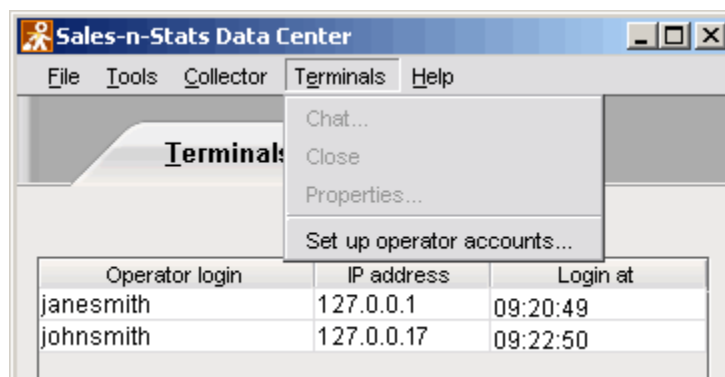 Sales-n-Stats Data Center
File Tools Collector Terminals Help
Chat...
Terminals
Close
Properties...
Set up operator accounts...
Operator login IP address Login at
janesmith 127.0.0.1 09:20:49
johnsmith 127.0.0.17 09:22:50